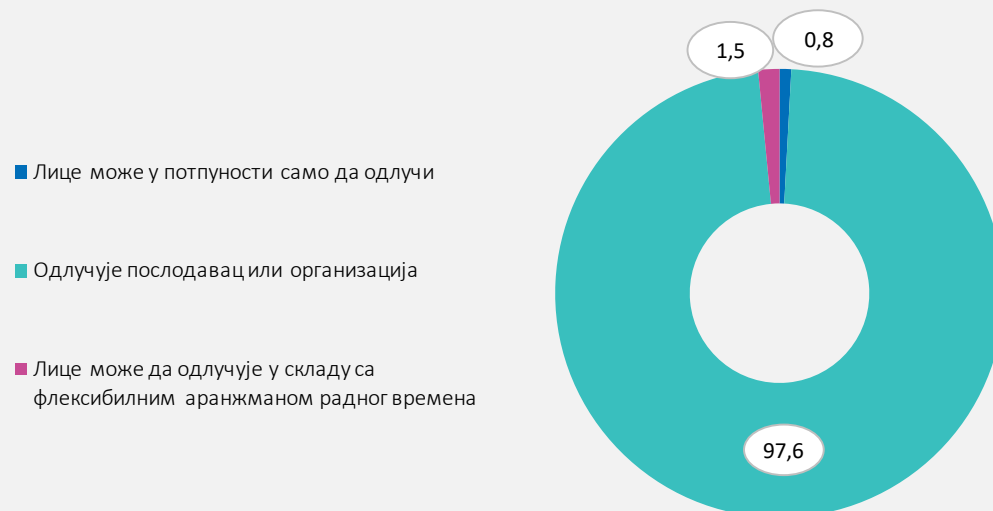 1,5
0,8
Лице може у потпуности само да одлучи
Одлучује послодавац или организација
Лице може да одлучује у складу са
флексибилним аранжманом радног времена
97,6